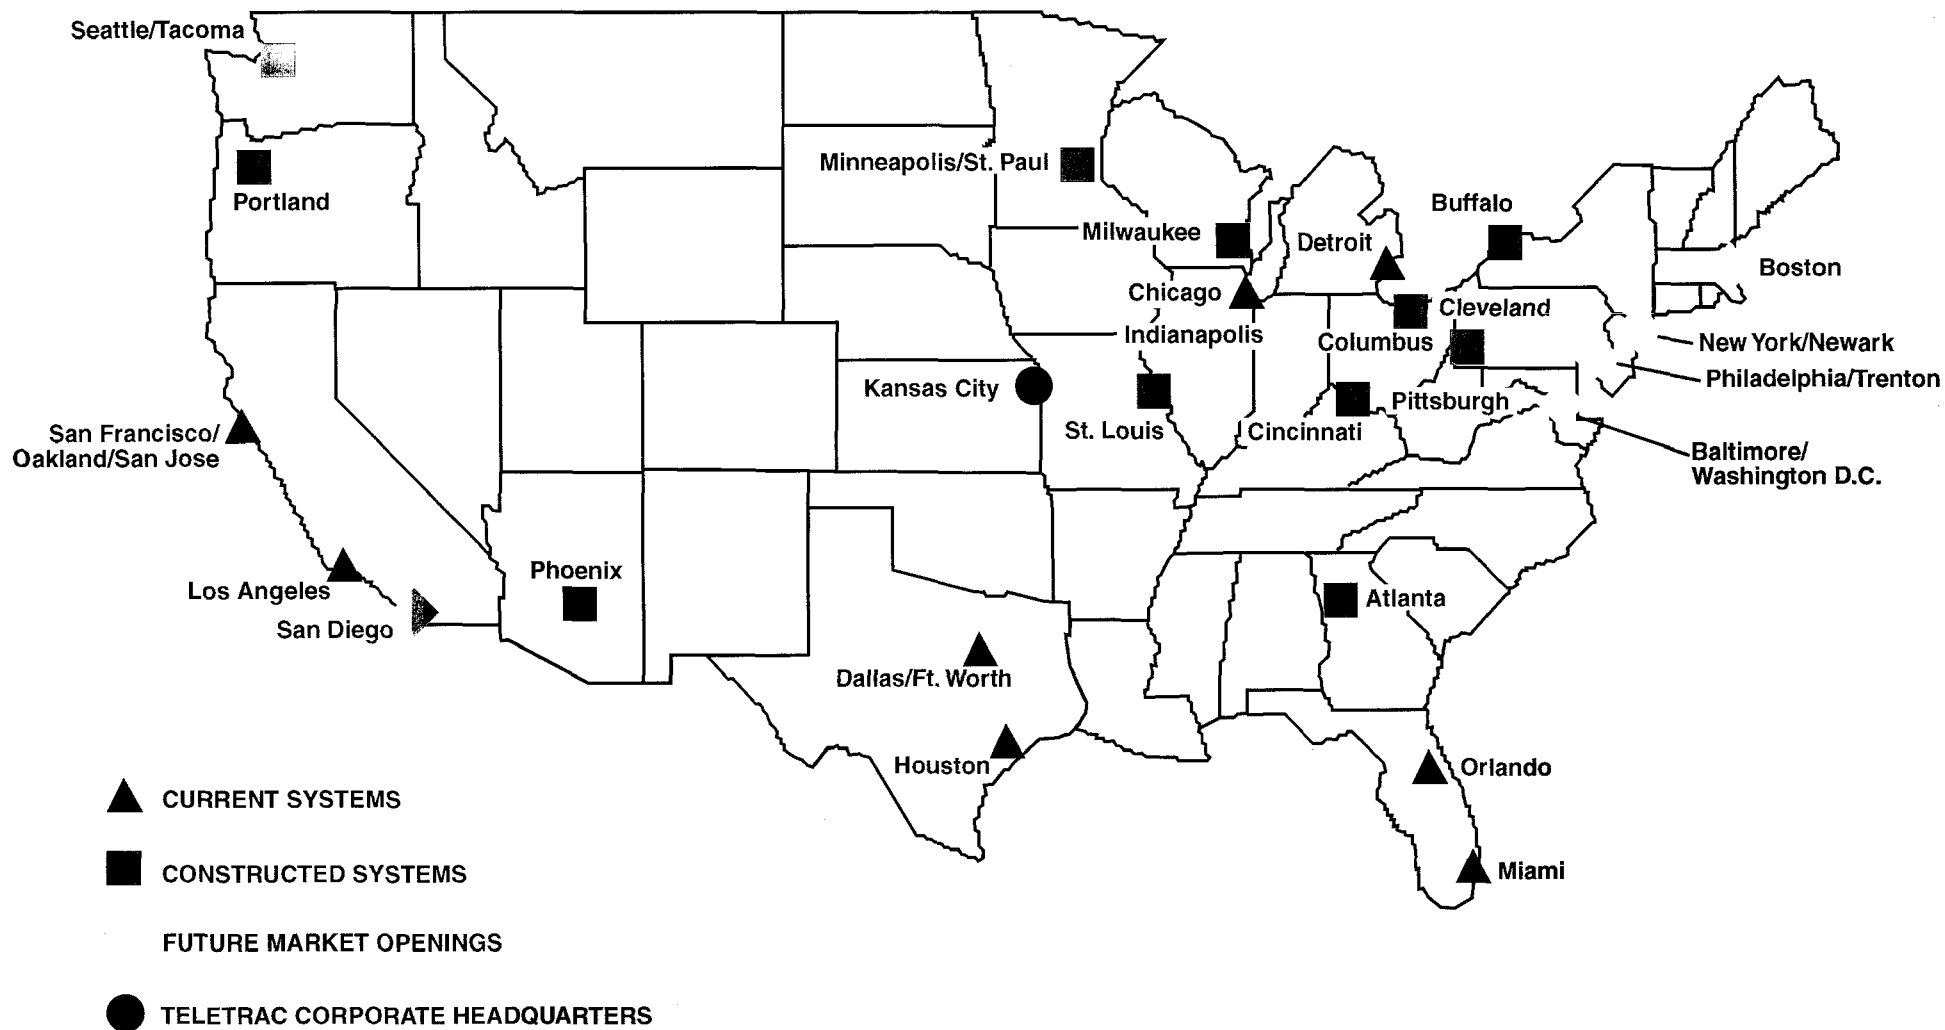 Seattle/Tacoma
Portland
Minneapolis/St. Paul
Milwaukee
Buffalo
Detroit
Boston
Chicago
Cleveland
Indianapolis
Columbus
New York/Newark
Philadelphia/Trenton
Kansas City
Pittsburgh
St. Louis
Cincinnati
San Francisco/
Oakland/San Jose
Baltimore/
Washington D.C.
Phoenix
Los Angeles
San Diego
Atlanta
Dallas/Ft. Worth
Houston
Orlando
Miami
CURRENT SYSTEMS
CONSTRUCTED SYSTEMS
FUTURE MARKET OPENINGS
TELETRAC CORPORATE HEADQUARTERS